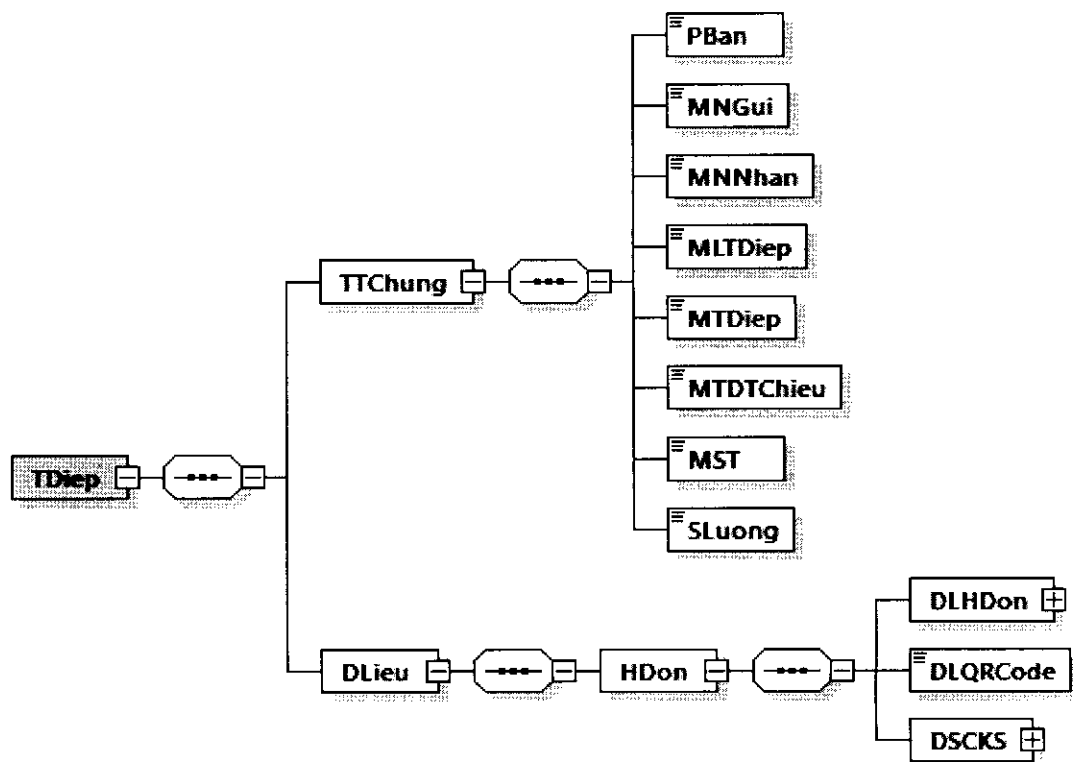 PBan
MNGui
MNNhan
MLTDiep
TTChung
MTDiep
MTDTChieu
MST
TDiep
SLuong
DLHDon
DLieu
HDon
DLQRCode
DSCKS